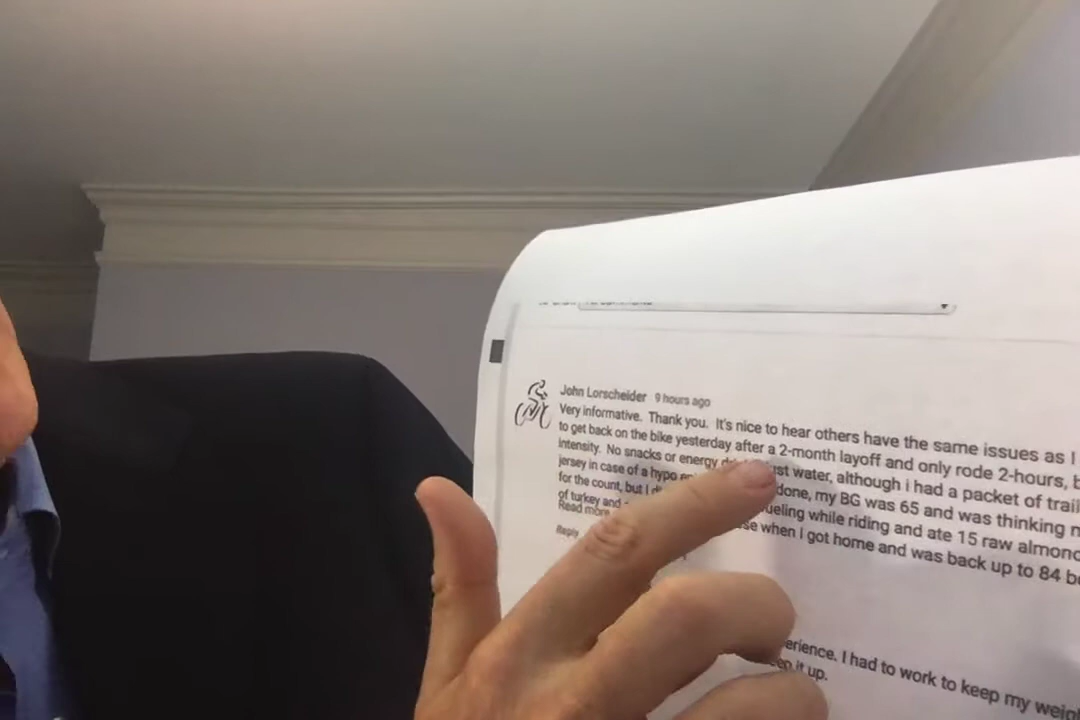 John Lorscheider 9 hours ago
Very informative. Thank you. It's nice to hear others have the same issues as I
to get back on the bike yesterday after a 2-month layoff and only rode 2-hours, b
intensity. No snacks or energy just water, although i had a packet of trail
jersey in case of a hypo done, my BG was 65 and was thinking
for the count, but I fueling while riding and ate 15 raw almond
of turkey and when I got home and was back up to 84
Read more
Reply
experience. I had to work to keep my
keep it up.